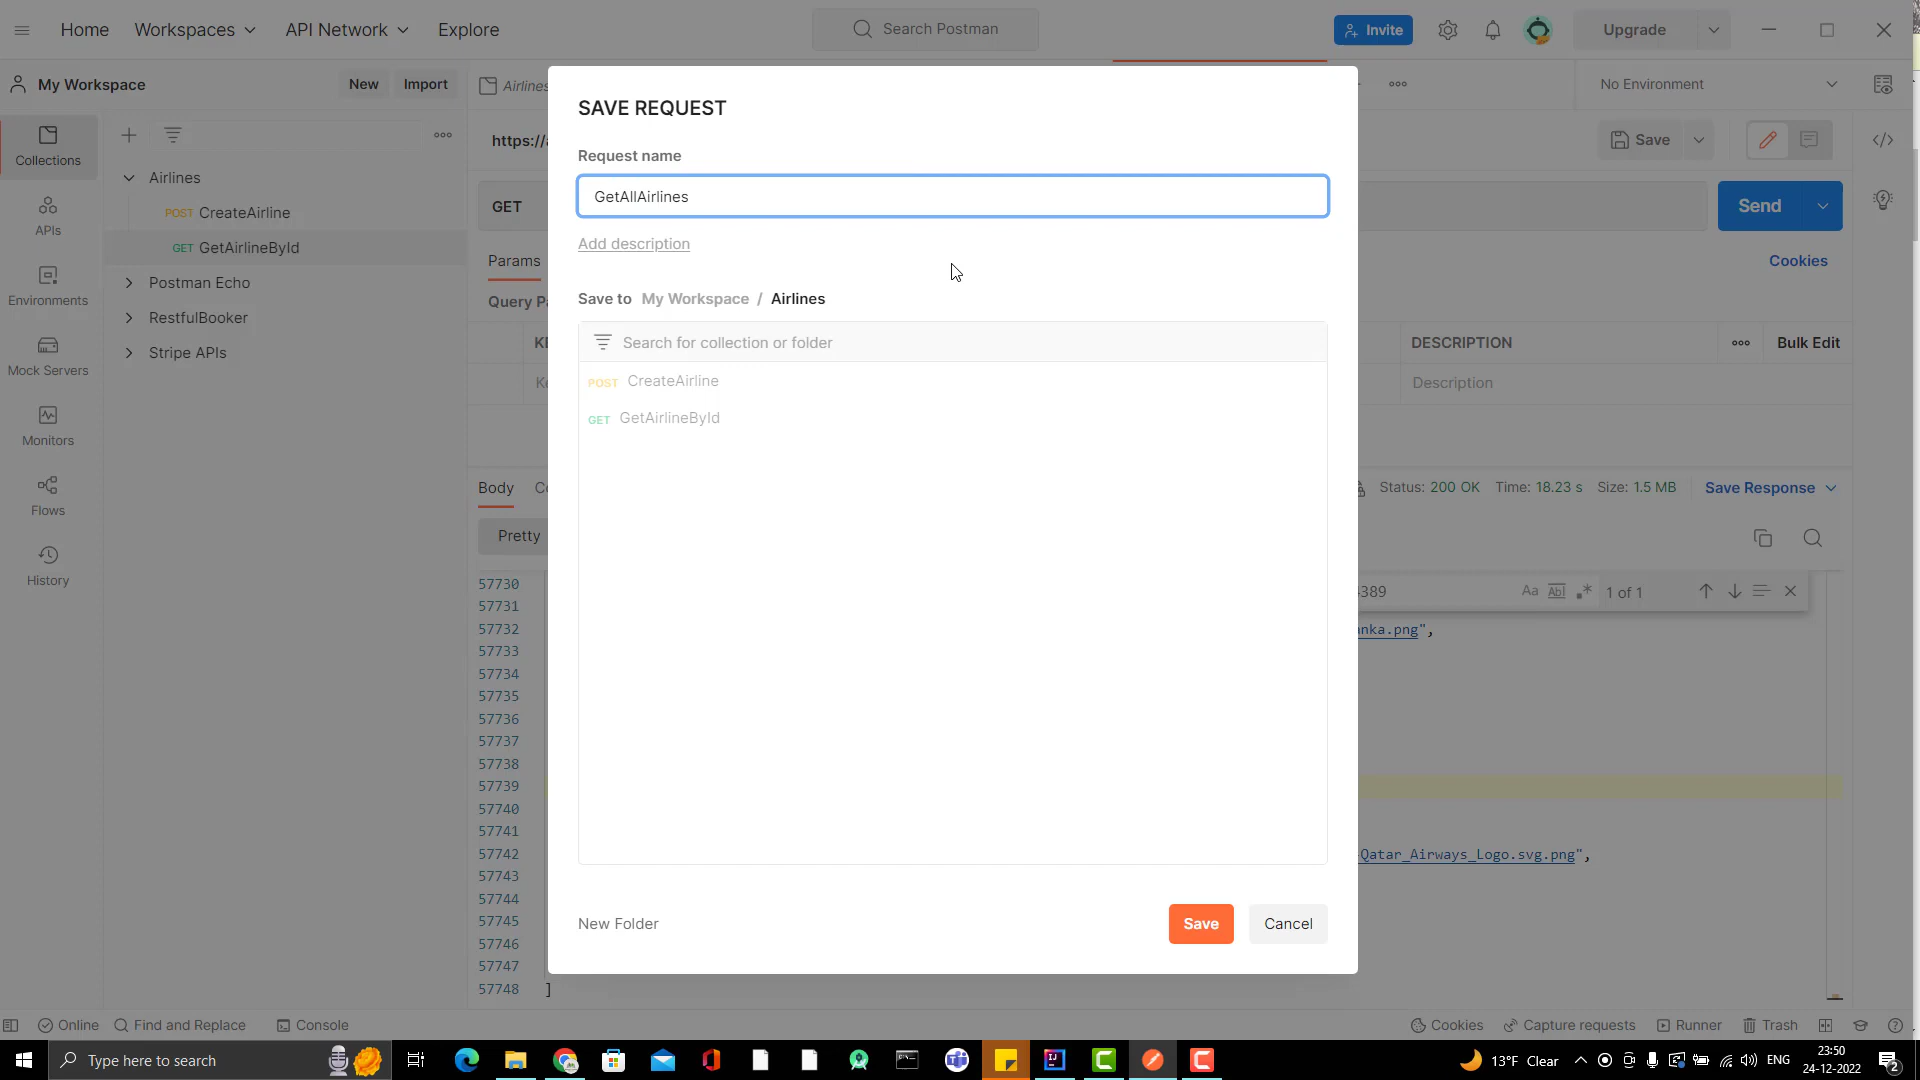 Home
Workspaces
API Network
Explore
Search Postman
Invite
Upgrade
My Workspace
New
Import
Airlines
No Environment
SAVE REQUEST
Request name
GetAllAirlines
Add description
Save to My Workspace / Airlines
Search for collection or folder
POST CreateAirline
GET GetAirlineById
New Folder
Save
Cancel
Collections
APIs
Environments
Mock Servers
Monitors
Flows
History
Airlines
POST CreateAirline
GET GetAirlineById
Postman Echo
RestfulBooker
Stripe APIs
https://a
Save
GET
Send
Params
Cookies
Query Pa
KE
DESCRIPTION
Bulk Edit
Ke
Description
Body
Co
Status: 200 OK Time: 18.23 s Size: 1.5 MB
Save Response
Pretty
389
Aa
Abl
1 of 1
57730
57731
57732
anka.png",
57733
57734
57735
57736
57737
57738
57739
57740
57741
57742
-Qatar_Airways_Logo.svg.png",
57743
57744
57745
57746
57747
57748 ]
Online
Find and Replace
Console
Cookies
Capture requests
Runner
Trash
Type here to search
13°F Clear
ENG
23:50
24-12-2022
2